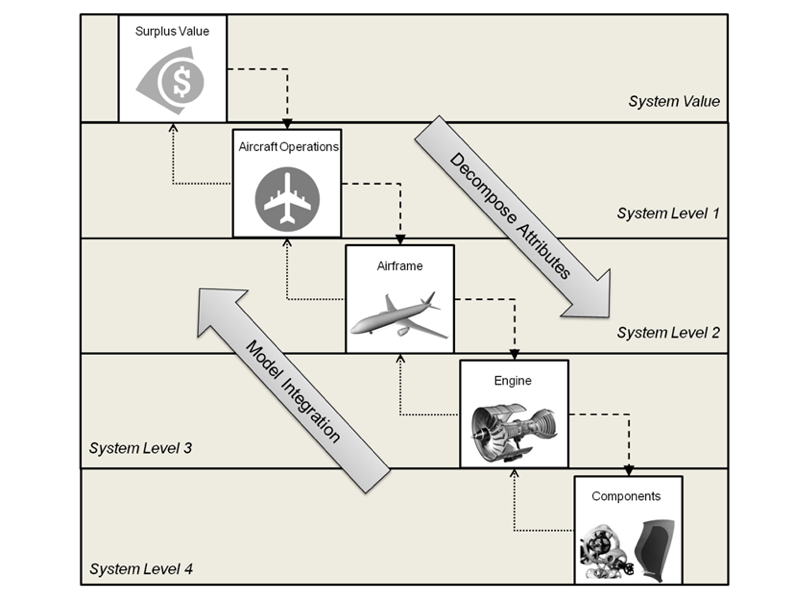 Surplus Value
$
System Value
Aircraft Operations
Decompose Attributes
System Level 1
Airframe
System Level 2
Model Integration
Engine
System Level 3
Components
System Level 4